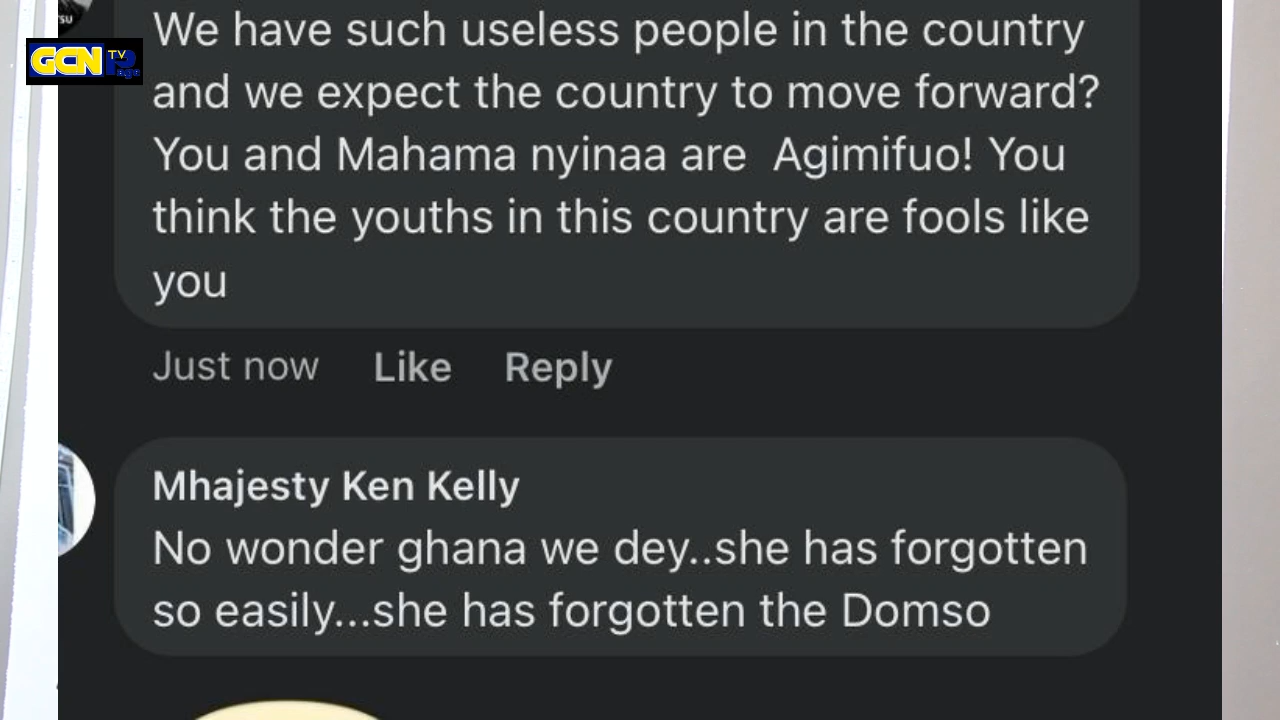 SU
GCN TV
We have such useless people in the country
and we expect the country to move forward?
You and Mahama nyinaa are Agimifuo! You
think the youths in this country are fools like
you
Just now Like Reply
Mhajesty Ken Kelly
No wonder ghana we dey..she has forgotten
so easily...she has forgotten the Domso